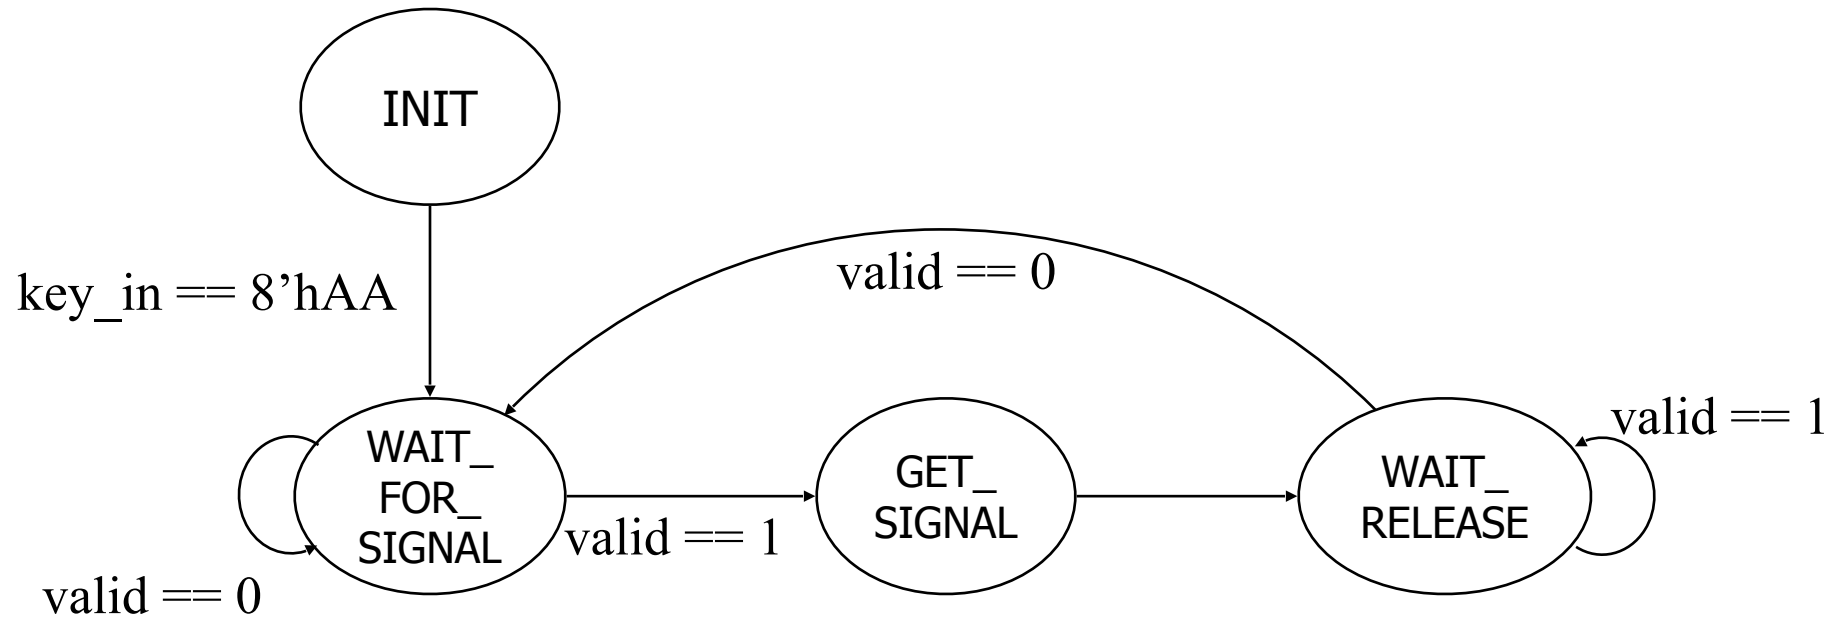 INIT
key_in == 8’hAA
valid == 0
WAIT_
FOR_
SIGNAL
valid == 0
valid == 1
GET_
SIGNAL
WAIT_
RELEASE
valid == 1